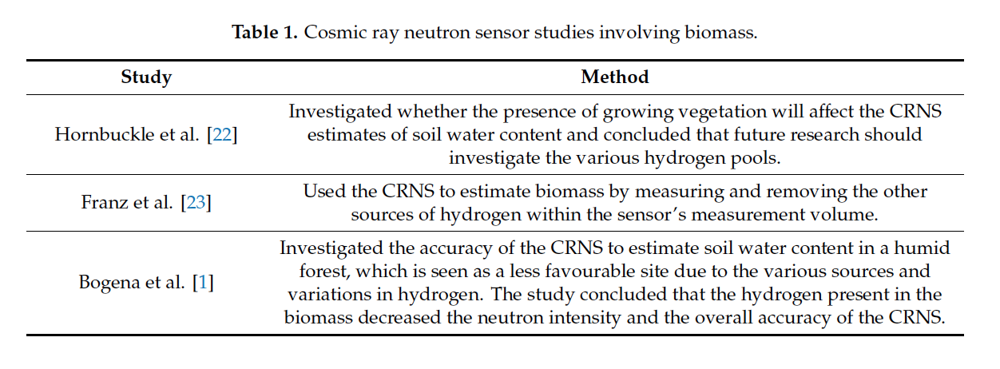 Table 1. Cosmic ray neutron sensor studies involving biomass.
Study Method
Hornbuckle et al. [22]
Investigated whether the presence of growing vegetation will affect the CRNS
estimates of soil water content and concluded that future research should
investigate the various hydrogen pools.
Franz et al. [23]
Used the CRNS to estimate biomass by measuring and removing the other
sources of hydrogen within the sensor’s measurement volume.
Bogena et al. [1]
Investigated the accuracy of the CRNS to estimate soil water content in a humid
forest, which is seen as a less favourable site due to the various sources and
variations in hydrogen. The study concluded that the hydrogen present in the
biomass decreased the neutron intensity and the overall accuracy of the CRNS.